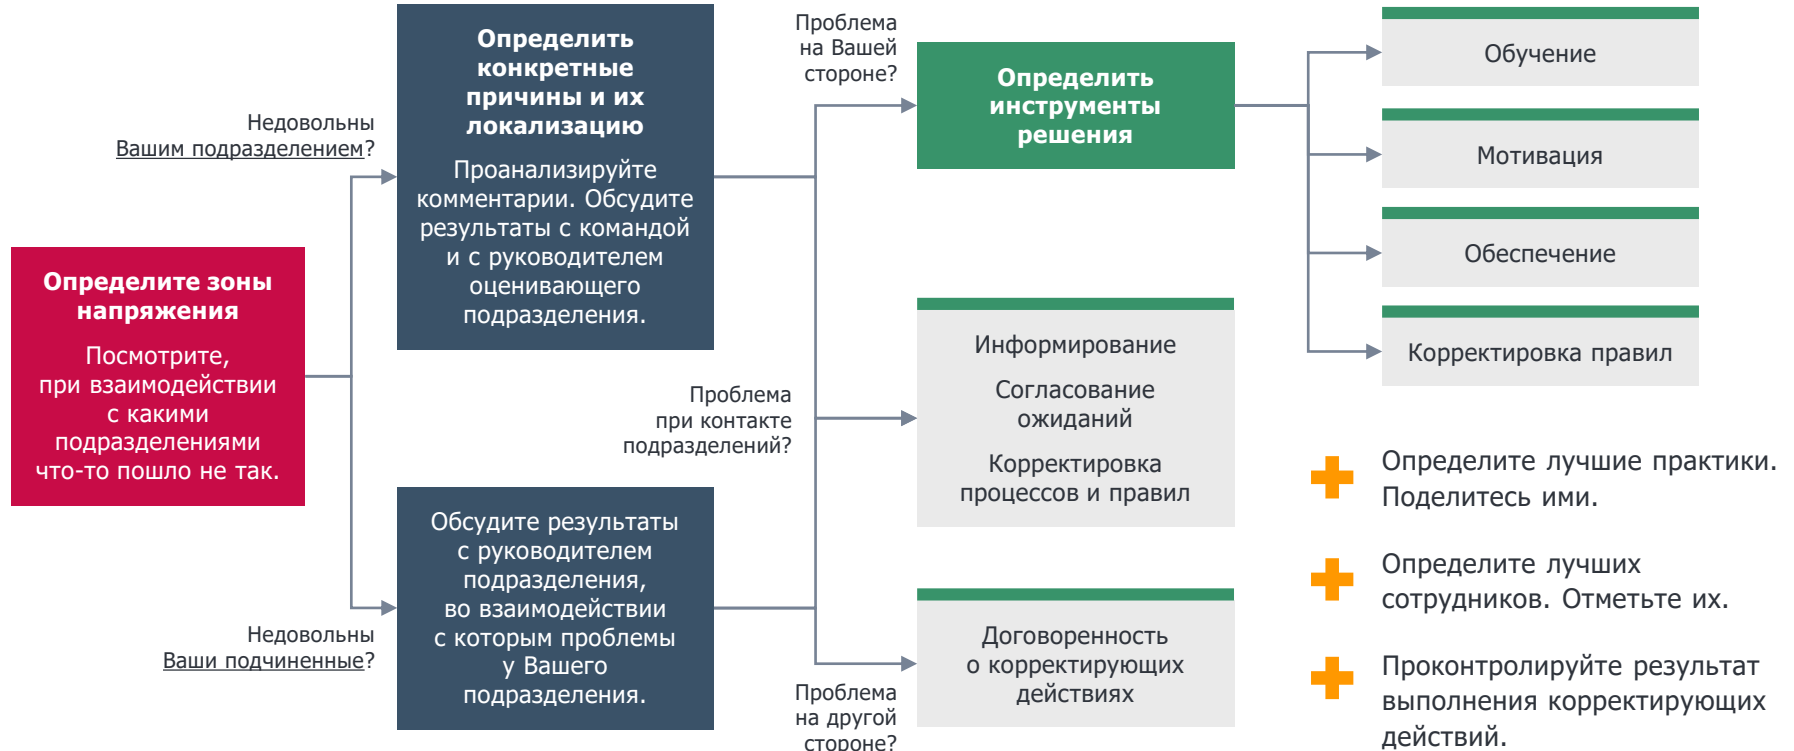 Определите зоны
напряжения
Посмотрите,
при взаимодействии
с какими
подразделениями
что-то пошло не так.
Недовольны
Вашим подразделением?
Определить
конкретные
причины и их
локализацию
Проанализируйте
комментарии. Обсудите
результаты с командой
и с руководителем
оценивающего
подразделения.
Недовольны
Ваши подчиненные?
Обсудите результаты
с руководителем
подразделения,
во взаимодействии
с которым проблемы
у Вашего
подразделения.
Проблема
на Вашей
стороне?
Определить
инструменты
решения
Проблема
при контакте
подразделений?
Информирование
Согласование
ожиданий
Корректировка
процессов и правил
Проблема
на другой
стороне?
Договоренность
о корректирующих
действиях
Обучение
Мотивация
Обеспечение
Корректировка правил
Определите лучшие практики.
Поделитесь ими.
Определите лучших
сотрудников. Отметьте их.
Проконтролируйте результат
выполнения корректирующих
действий.